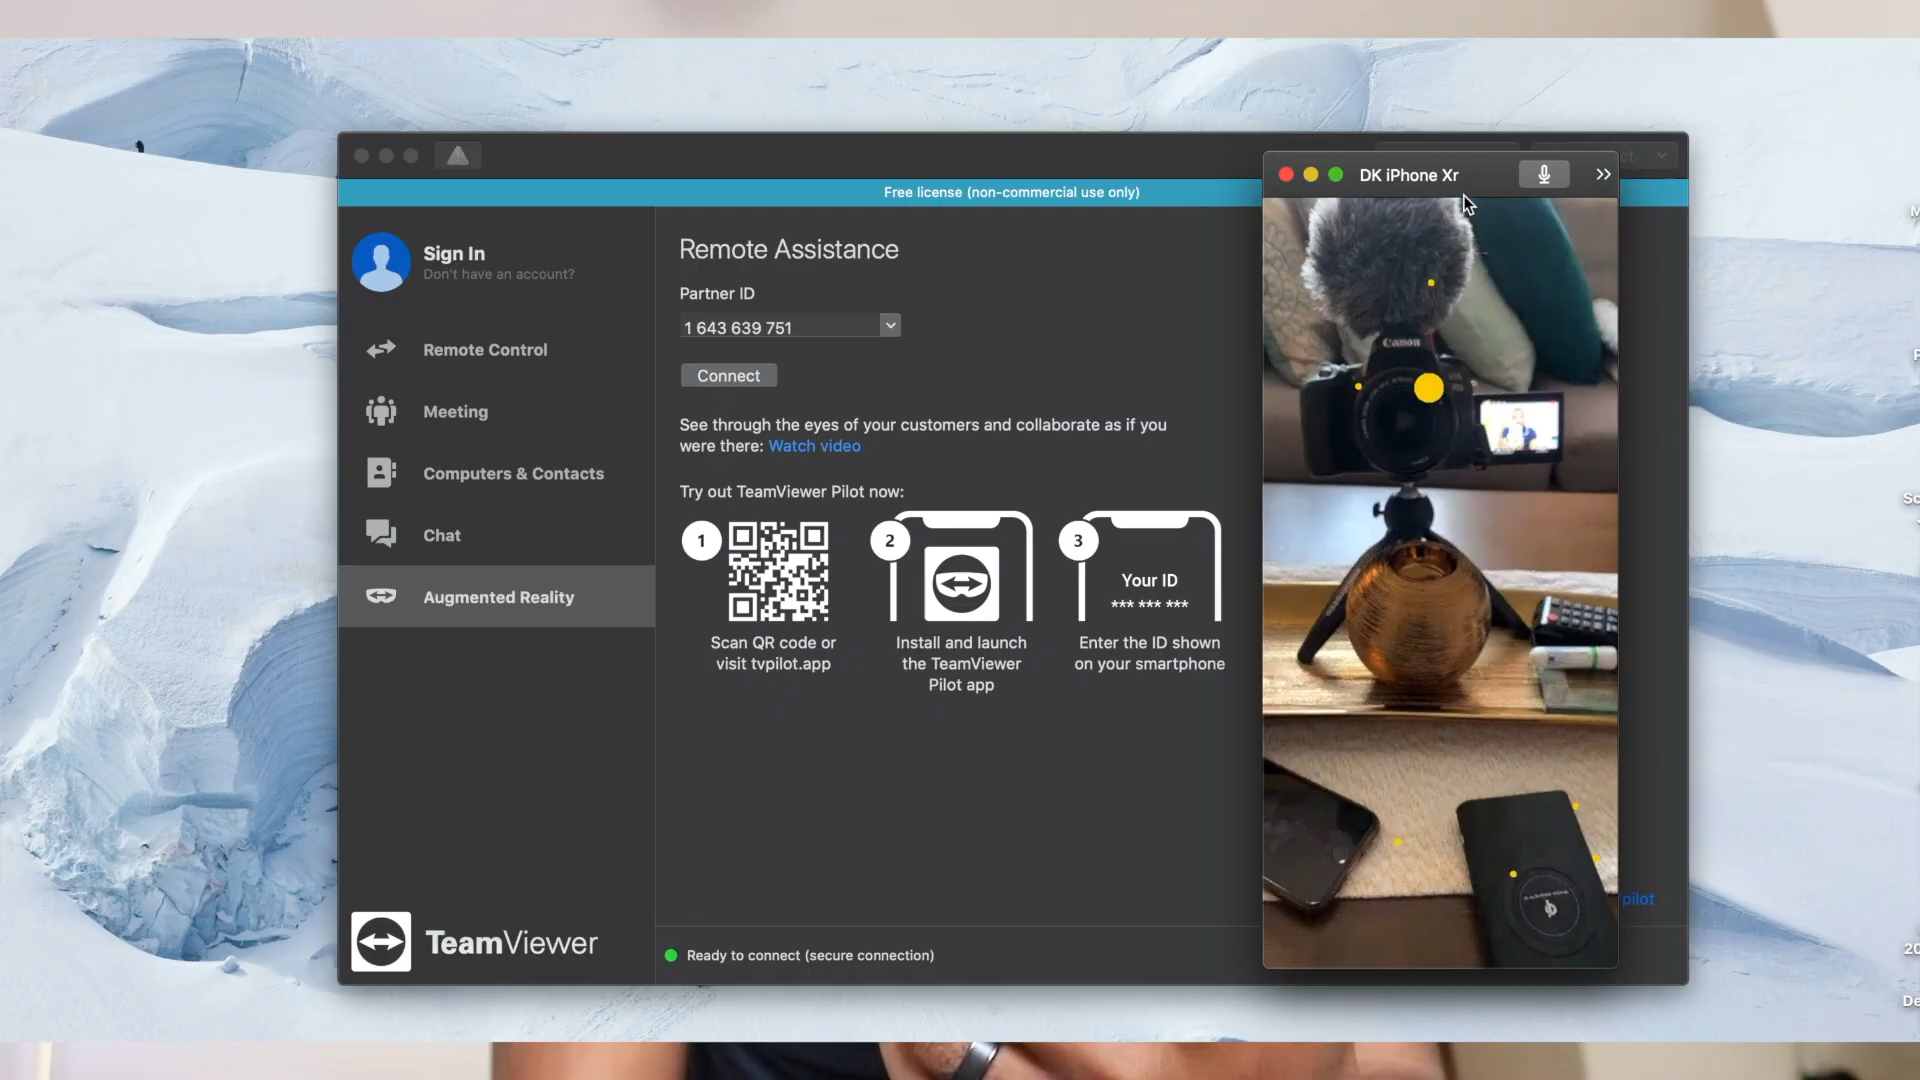 Free license (non-commercial use only)
DK iPhone Xr
Sign In
Don't have an account?
Remote Control
Meeting
Computers & Contacts
Chat
Augmented Reality
TeamViewer
Remote Assistance
Partner ID
1 643 639 751
Connect
See through the eyes of your customers and collaborate as if you
were there: Watch video
Try out TeamViewer Pilot now:
1
Scan QR code or
visit tvpilot.app
2
Install and launch
the TeamViewer
Pilot app
3
Your ID
*** *** ***
Enter the ID shown
on your smartphone
Ready to connect (secure connection)
Canon
pilot